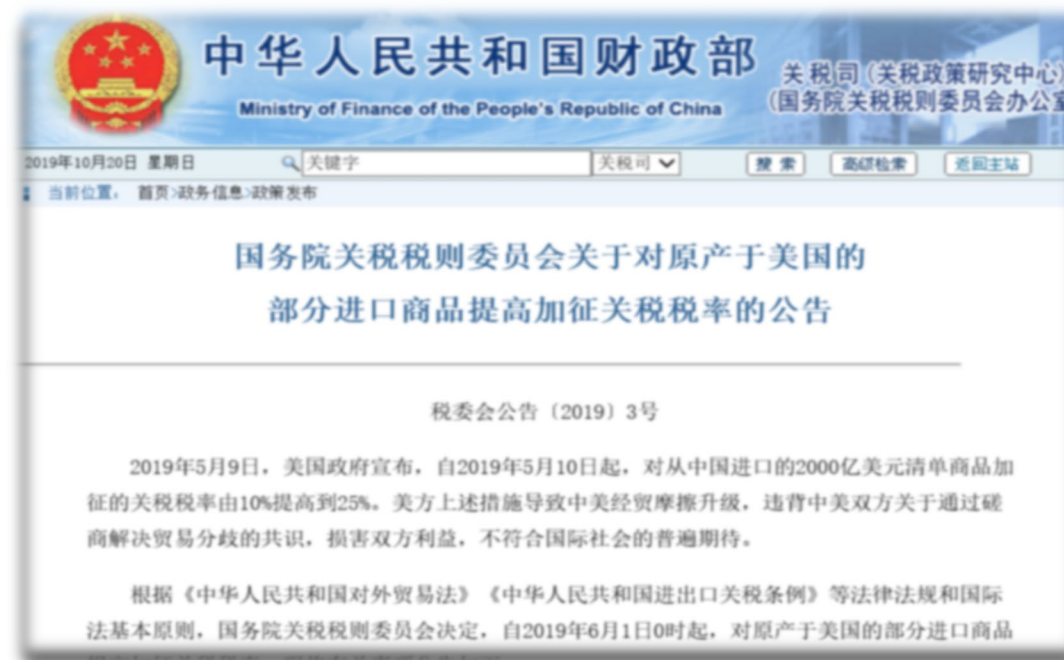 中华人民共和国财政部
Ministry of Finance of the People's Republic of China
关税司(关税政策研究中心)
(国务院关税税则委员会办公室
2019年10月20日 星期日
关键字
关税司
搜 索
高级检索
返回主站
当前位置: 首页>政务信息>政策发布
国务院关税税则委员会关于对原产于美国的
部分进口商品提高加征关税税率的公告
税委会公告〔2019〕3号
2019年5月9日，美国政府宣布，自2019年5月10日起，对从中国进口的2000亿美元清单商品加
征的关税税率由10%提高到25%。美方上述措施导致中美经贸摩擦升级，违背中美双方关于通过磋
商解决贸易分歧的共识，损害双方利益，不符合国际社会的普遍期待。
根据《中华人民共和国对外贸易法》《中华人民共和国进出口关税条例》等法律法规和国际
法基本原则，国务院关税税则委员会决定，自2019年6月1日0时起，对原产于美国的部分进口商品